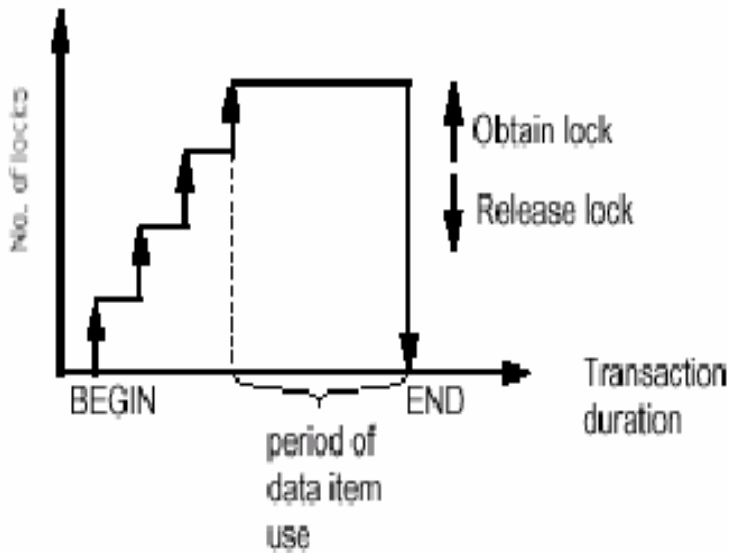 No. of locks
Obtain lock
Release lock
BEGIN
END
Transaction
duration
period of
data item
use